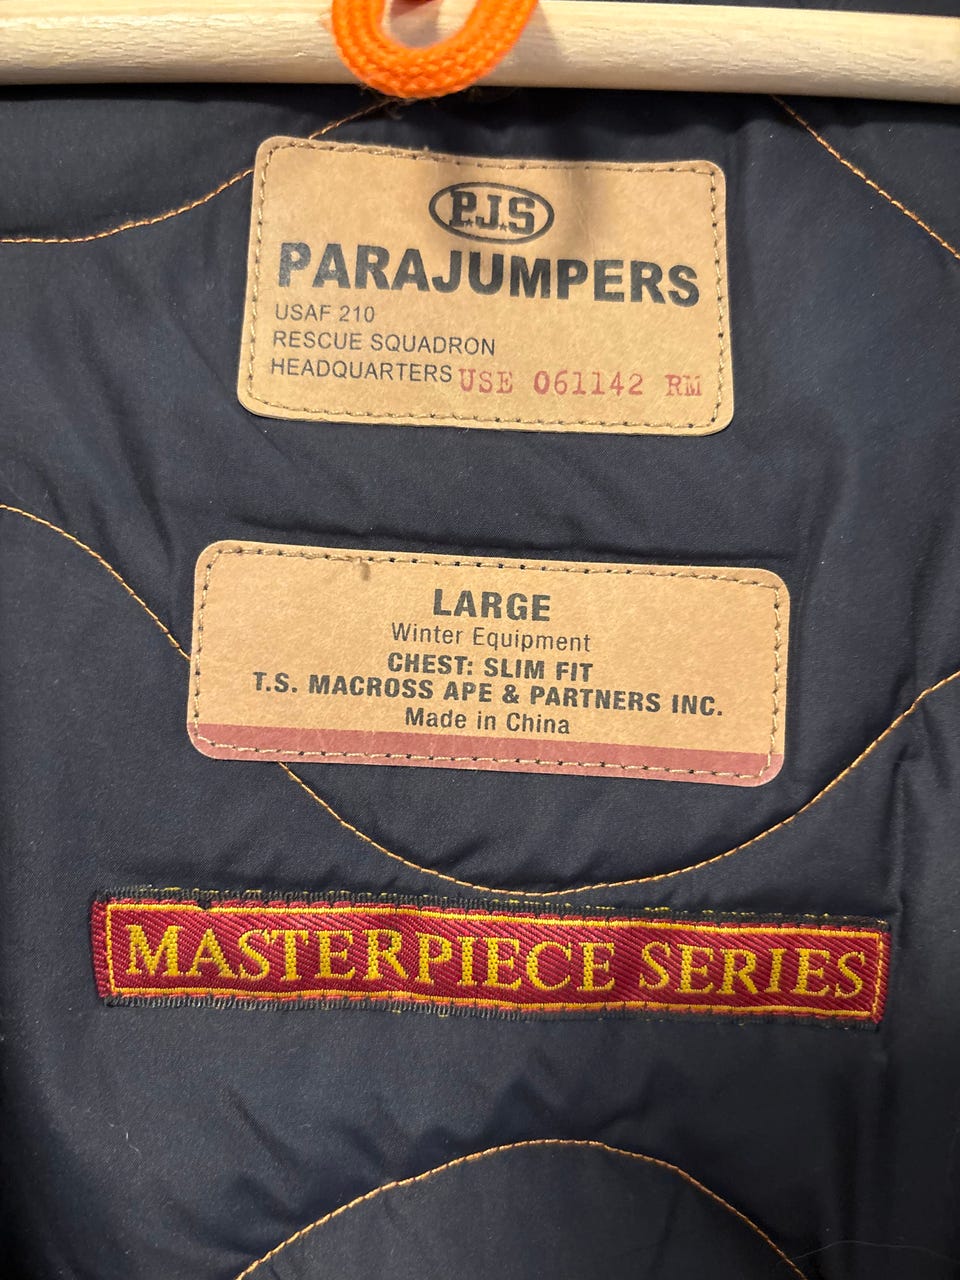 P.J.S
PARAJUMPERS
USAF 210
RESCUE SQUADRON
HEADQUARTERS USE 061142 RM
LARGE
Winter Equipment
CHEST: SLIM FIT
T.S. MACROSS APE & PARTNERS INC.
Made in China
MASTERPIECE SERIES